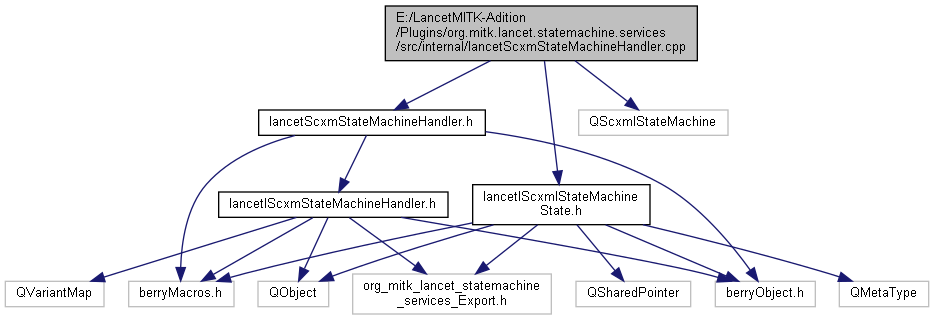 E:/LancetMITK-Adition
/Plugins/org.mitk.lancet.statemachine.services
/src/internal/lancetScxmStateMachineHandler.cpp
lancetScxmStateMachineHandler.h
QScxmlStateMachine
lancetIScxmStateMachineHandler.h
lancetIScxmlStateMachine
State.h
QVariantMap
berryMacros.h
QObject
org_mitk_lancet_statemachine
_services_Export.h
QSharedPointer
berryObject.h
QMetaType